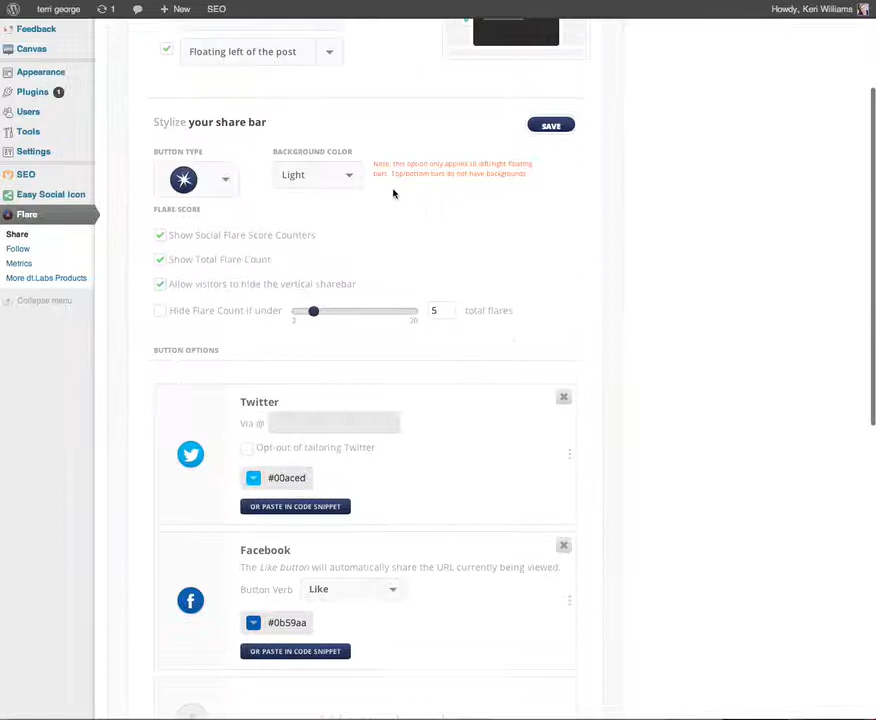 terri george
1
+ New
SEO
Howdy, Keri Williams
Feedback
Canvas
Appearance
Plugins 1
Users
Tools
Settings
SEO
Easy Social Icon
Flare
Share
Follow
Metrics
More dt.Labs Products
Collapse menu
Floating left of the post
Stylize your share bar
SAVE
BUTTON TYPE
BACKGROUND COLOR
Light
Note: this option only applies to left/right floating
bars. Top/bottom bars do not have backgrounds
FLARE SCORE
Show Social Flare Score Counters
Show Total Flare Count
Allow visitors to hide the vertical sharebar
Hide Flare Count if under
2
20
5
total flares
BUTTON OPTIONS
Twitter
Via @
Opt-out of tailoring Twitter
#00aced
OR PASTE IN CODE SNIPPET
Facebook
The Like button will automatically share the URL currently being viewed.
Button Verb
Like
#0b59aa
OR PASTE IN CODE SNIPPET